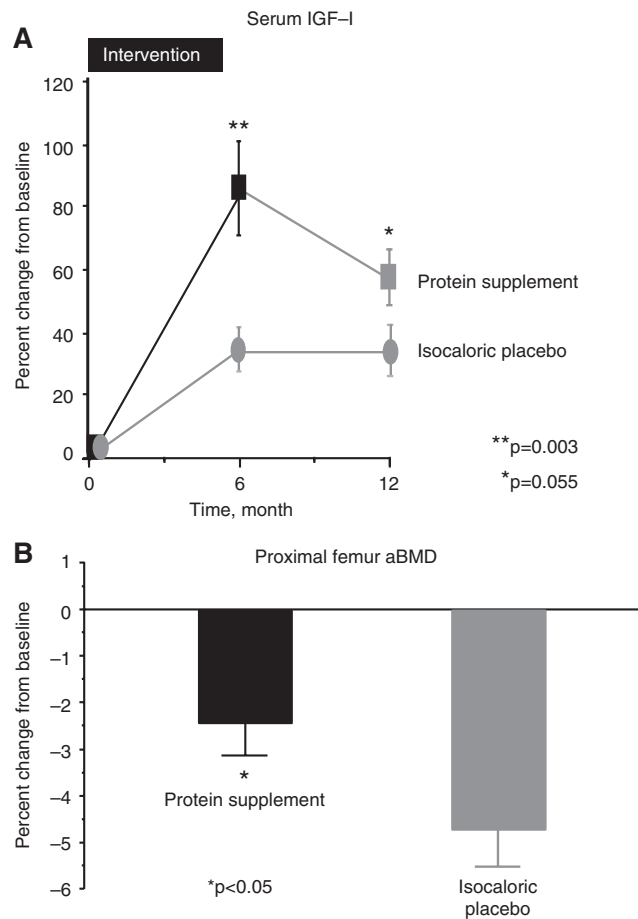 Serum IGF–I
A
Intervention
Percent change from baseline
120
100
80
60
40
20
0
**
*
Protein supplement
Isocaloric placebo
**p=0.003
*p=0.055
0
6
12
Time, month
B
Proximal femur aBMD
Percent change from baseline
1
0
–1
–2
–3
–4
–5
–6
*
Protein supplement
*p<0.05
Isocaloric
placebo